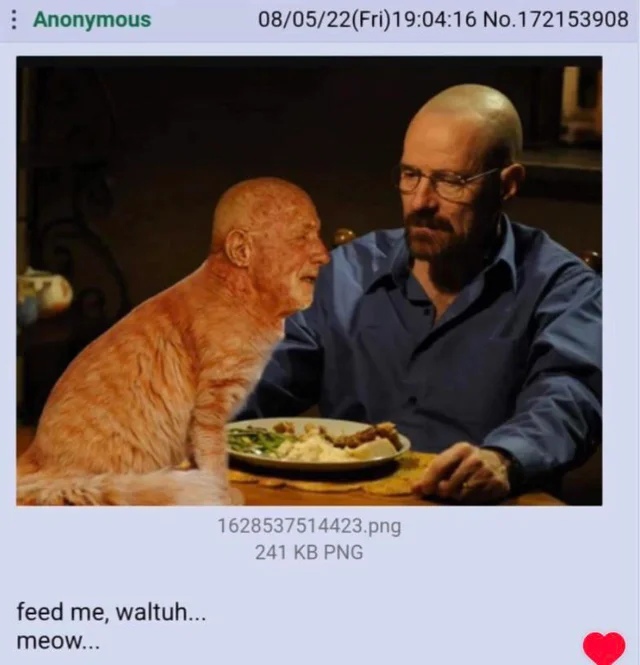 Anonymous 08/05/22(Fri)19:04:16 No.172153908
1628537514423.png
241 KB PNG
feed me, waltuh...
meow...